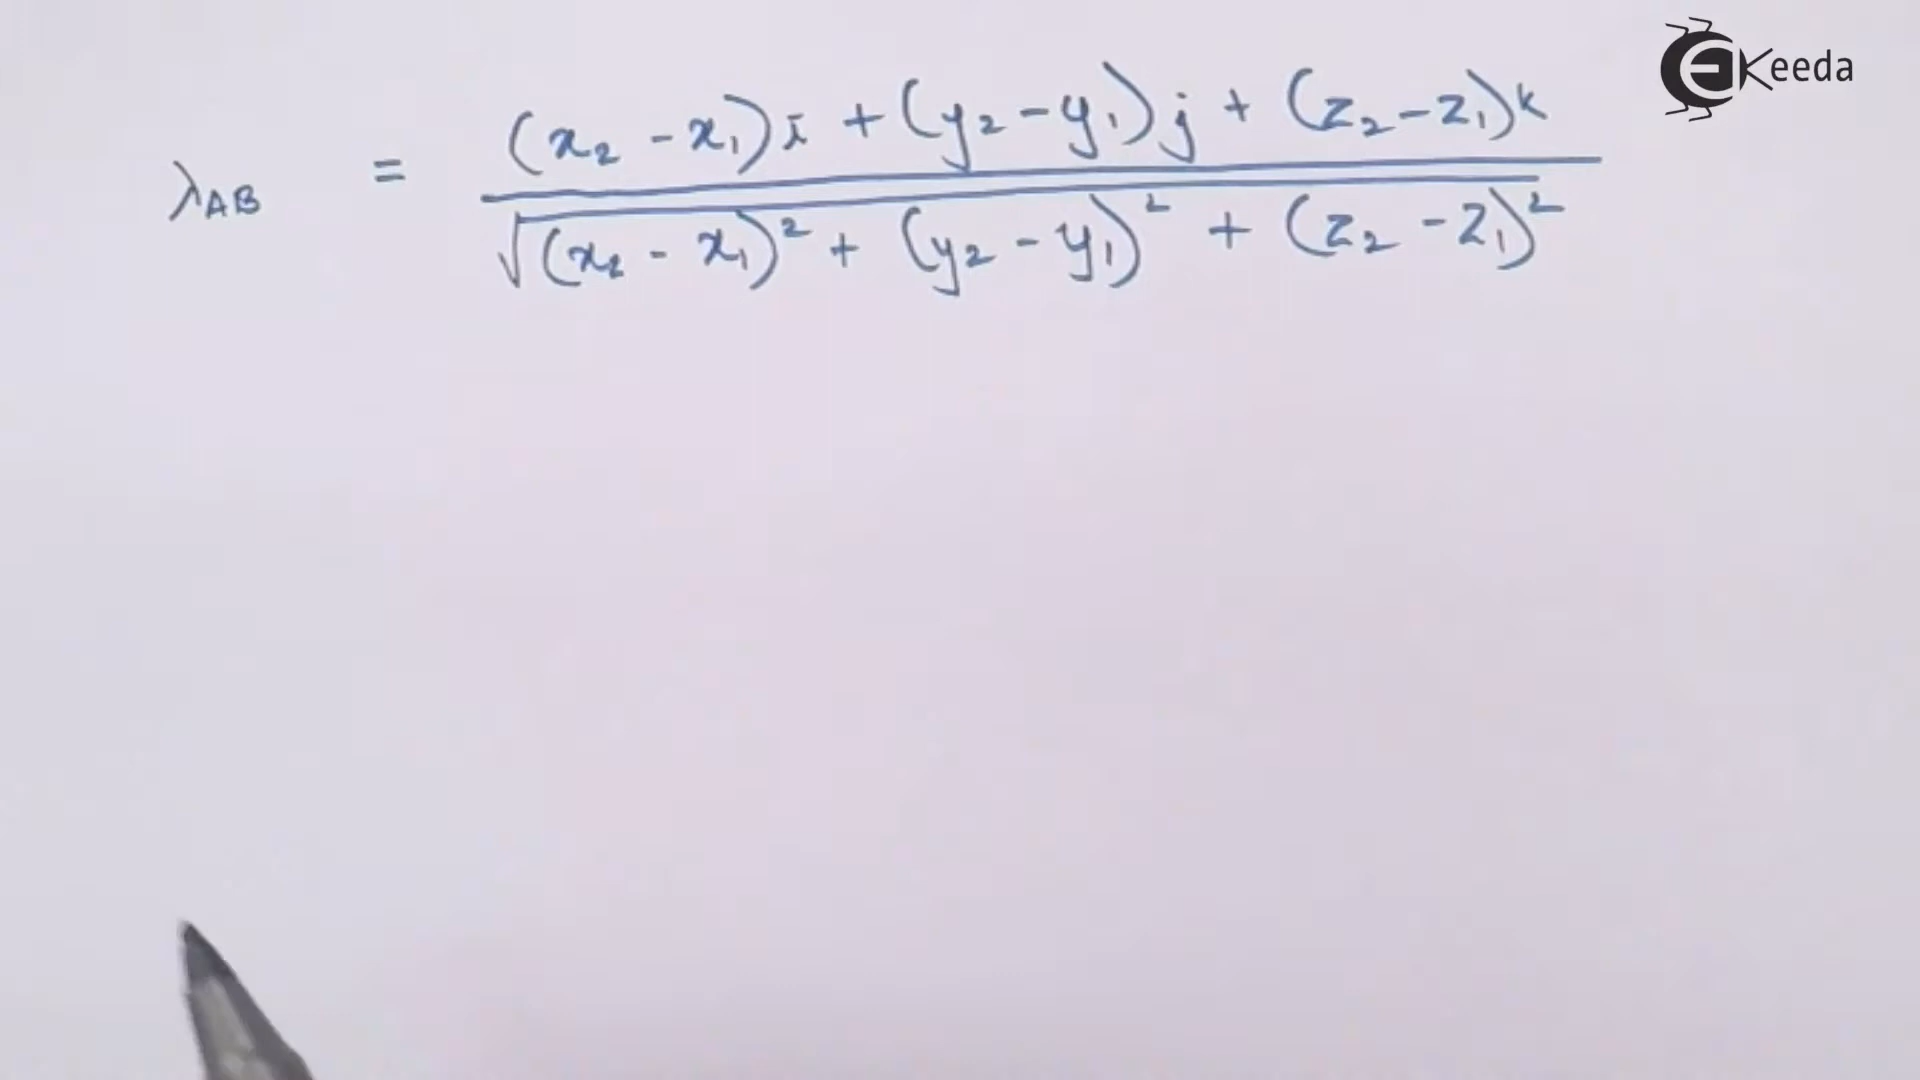 EKeeda
λAB = (x2 - x1)i + (y2 - y1)j + (z2 - z1)k
√(x2 - x1)² + (y2 - y1)² + (z2 - z1)²